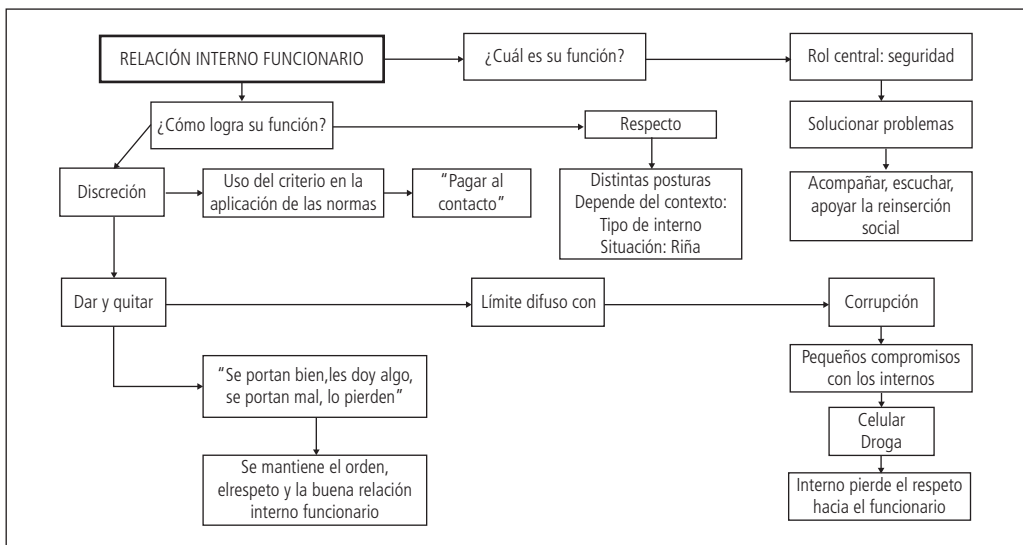 RELACIÓN INTERNO FUNCIONARIO
¿Cuál es su función?
Rol central: seguridad
¿Cómo logra su función?
Respecto
Solucionar problemas
Discreción
Uso del criterio en la
aplicación de las normas
“Pagar al
contacto”
Distintas posturas
Depende del contexto:
Tipo de interno
Situación: Riña
Acompañar, escuchar,
apoyar la reinserción
social
Dar y quitar
Límite difuso con
Corrupción
“Se portan bien,les doy algo,
se portan mal, lo pierden”
Pequeños compromisos
con los internos
Celular
Droga
Se mantiene el orden,
elrespeto y la buena relación
interno funcionario
Interno pierde el respeto
hacia el funcionario